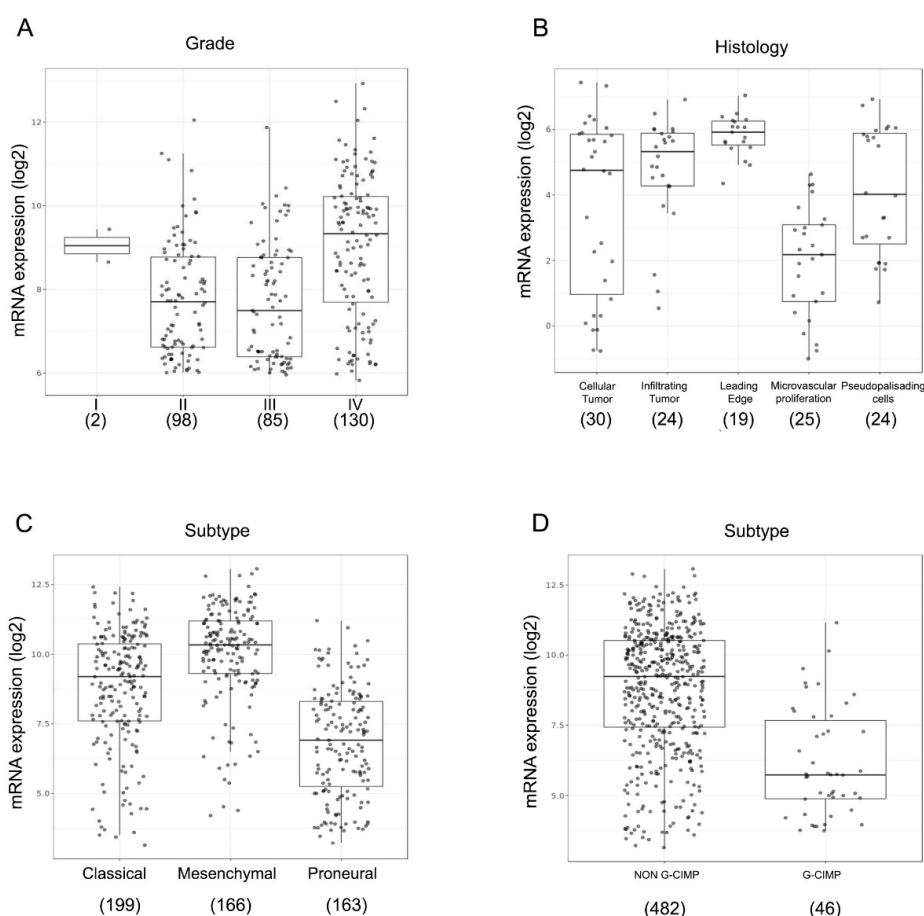 A
Grade
mRNA expression (log2)
12
10
8
6
I
II
III
IV
(2)
(98)
(85)
(130)
B
Histology
mRNA expression (log2)
6
4
2
0
Cellular
Tumor
Infiltrating
Tumor
Leading
Edge
Microvascular
proliferation
Pseudopalisading
cells
(30)
(24)
(19)
(25)
(24)
C
Subtype
mRNA expression (log2)
12.5
10.0
7.5
5.0
Classical
Mesenchymal
Proneural
(199)
(166)
(163)
D
Subtype
mRNA expression (log2)
12.5
10.0
7.5
5.0
NON G-CIMP
G-CIMP
(482)
(46)